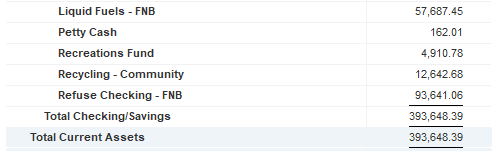 Liquid Fuels - FNB 57,687.45
Petty Cash 162.01
Recreations Fund 4,910.78
Recycling - Community 12,642.68
Refuse Checking - FNB 93,641.06
Total Checking/Savings 393,648.39
Total Current Assets 393,648.39